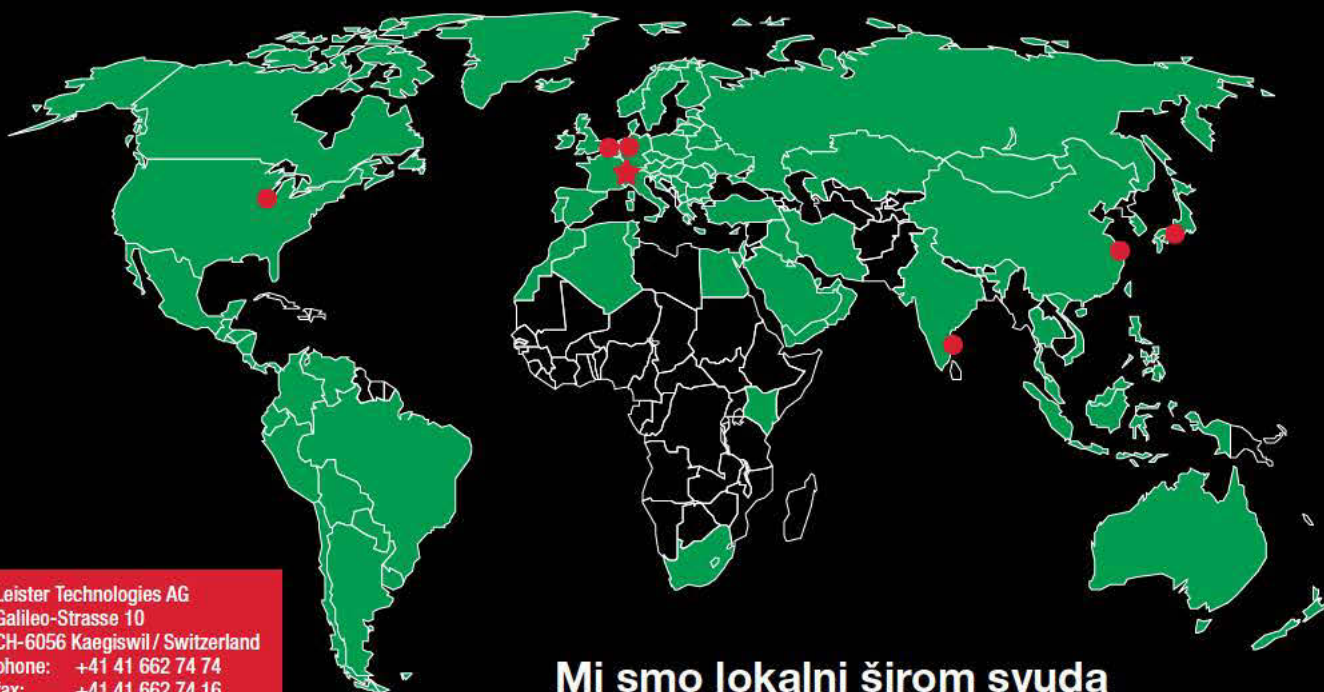 Leister Technologies AG
Galileo-Strasse 10
CH-6056 Kaegiswil / Switzerland
phone: +41 41 662 74 74
fax: +41 41 662 74 16
Mi smo lokalni širom svuda